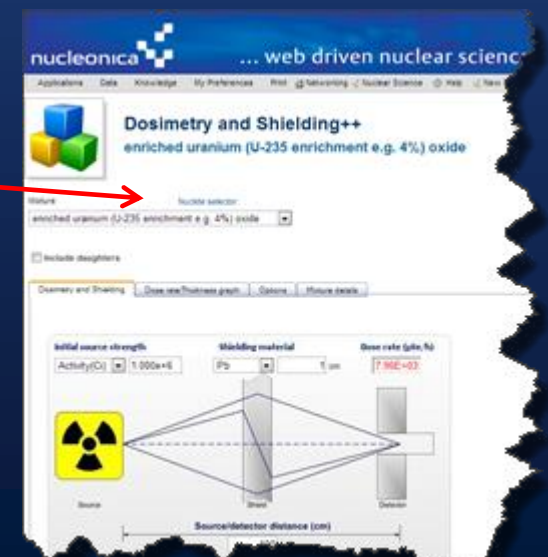 nucleonica ... web driven nuclear scienc
Applications Data Knowledge My Preferences Print Networking Nuclear Science Help New
Dosimetry and Shielding++
enriched uranium (U-235 enrichment e.g. 4%) oxide
Mixture Nuclide selector
enriched uranium (U-235 enrichment e.g. 4%) oxide
Include daughters
Dosimetry and Shielding Dose rate/Thickness graph Options Mixture details
Initial source strength Shielding material Dose rate
Activity(Ci) 1.000e+6 Pb 1 cm 7.96E+03
Source Shield Detector
Source/detector distance (cm)